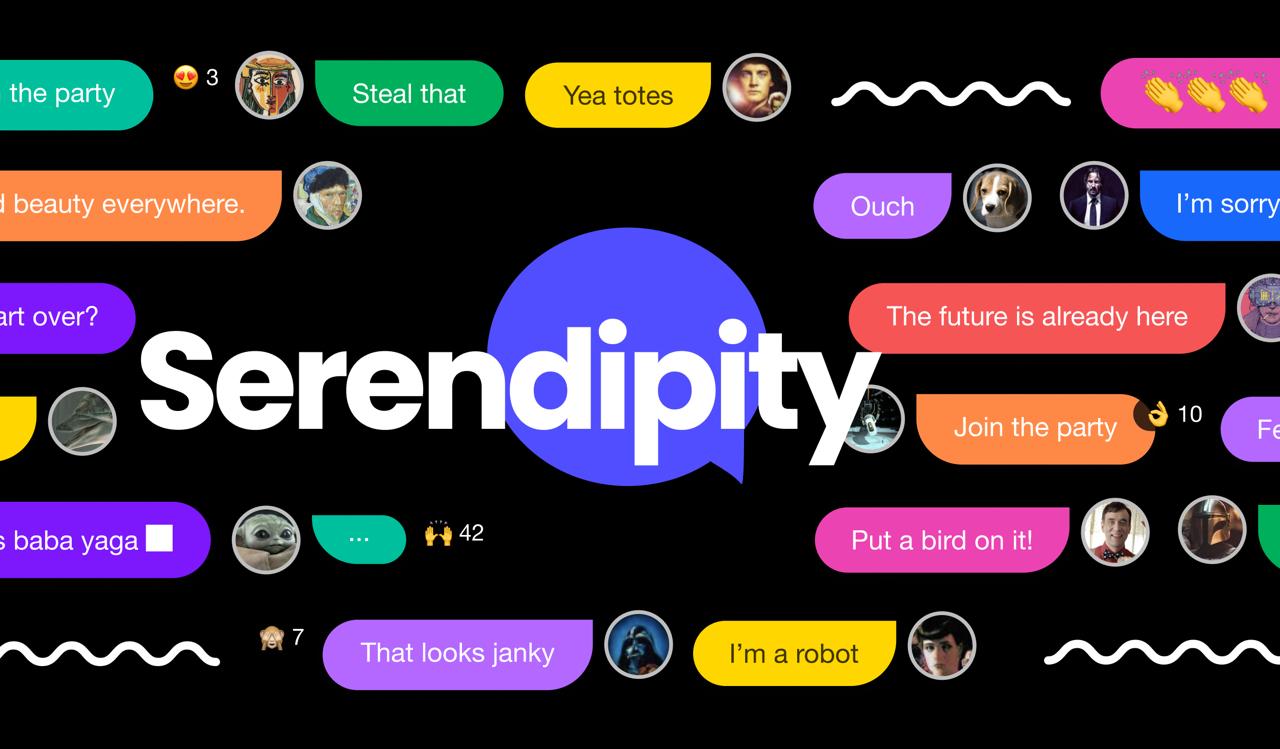 the party
3
Steal that
Yea totes
beauty everywhere.
Ouch
I'm sorry
art over?
The future is already here
Serendipity
Join the party
10
Fe
s baba yaga
...
42
Put a bird on it!
7
That looks janky
I'm a robot